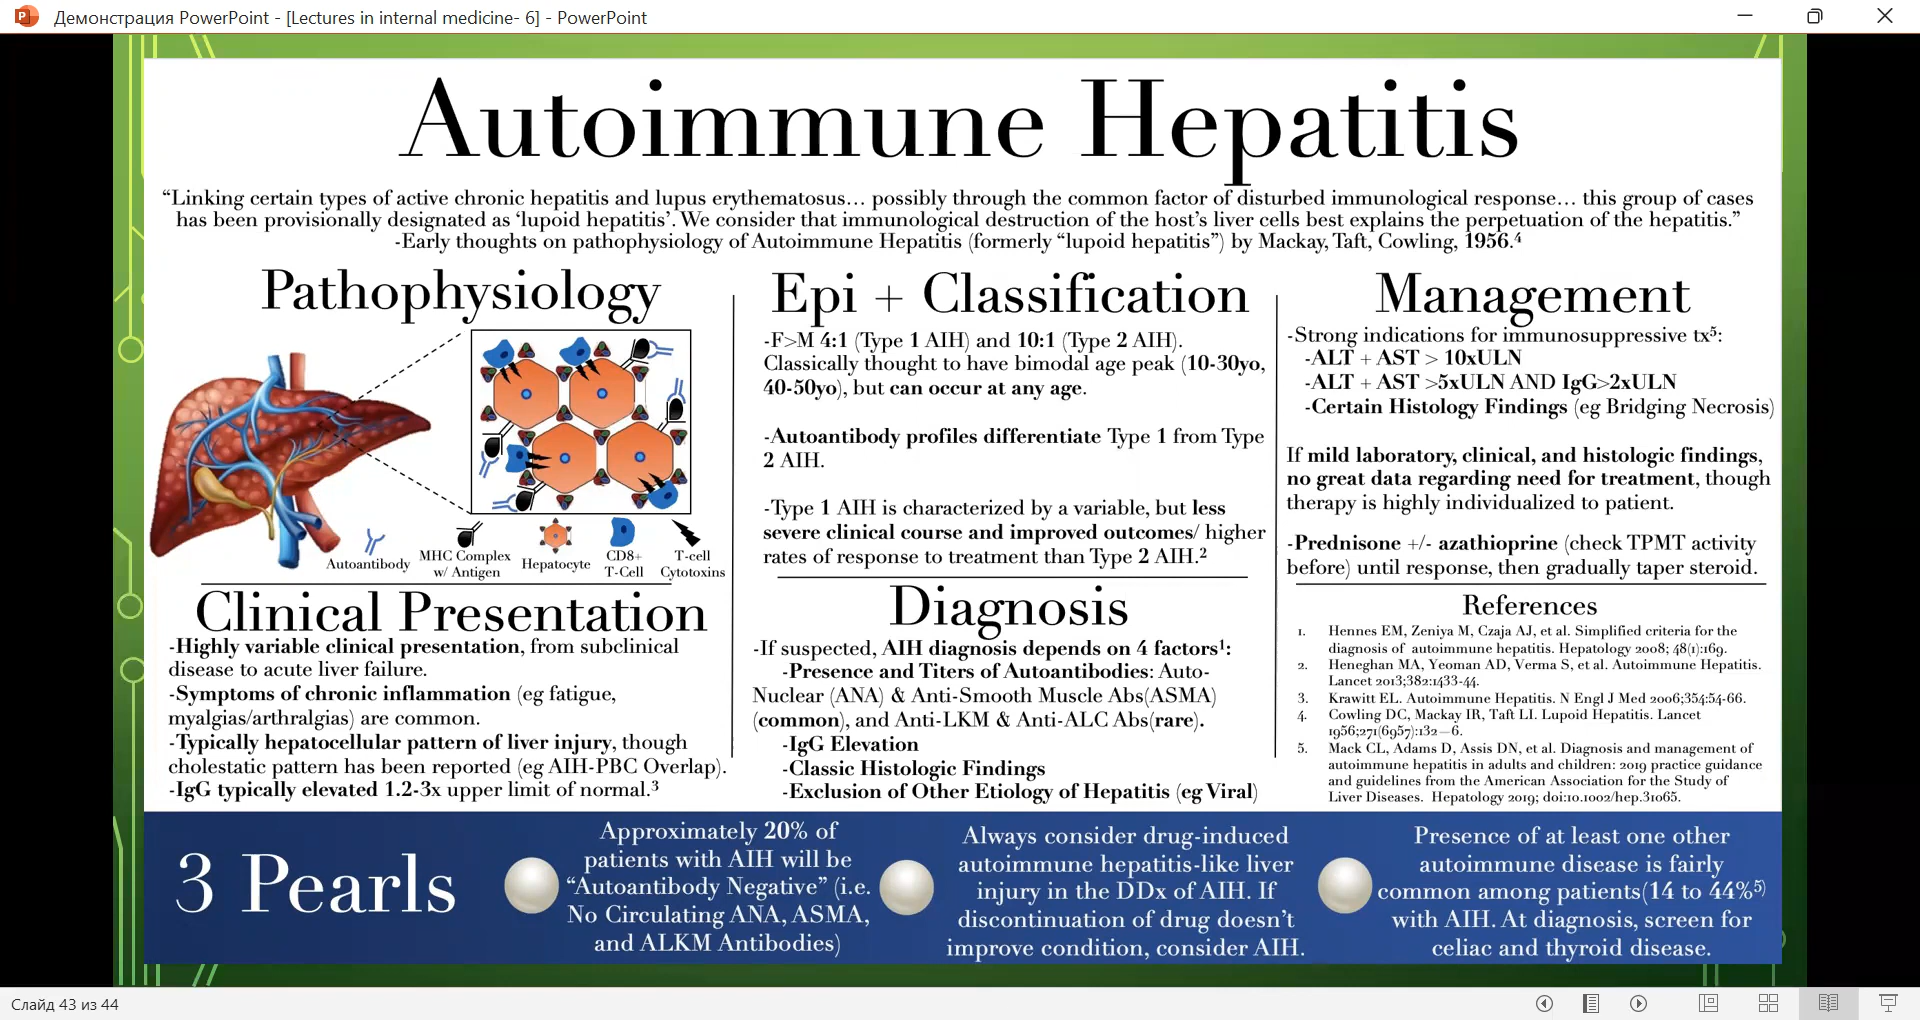 Демонстрация PowerPoint - [Lectures in internal medicine- 6] - PowerPoint
Autoimmune Hepatitis
“Linking certain types of active chronic hepatitis and lupus erythematosus... possibly through the common factor of disturbed immunological response... this group of cases
has been provisionally designated as ‘lupoid hepatitis’. We consider that immunological destruction of the host’s liver cells best explains the perpetuation of the hepatitis.”
-Early thoughts on pathophysiology of Autoimmune Hepatitis (formerly “lupoid hepatitis”) by Mackay, Taft, Cowling, 1956.⁴
Pathophysiology
Autoantibody
MHC Complex
w/ Antigen
Hepatocyte
CD8+
T-Cell
T-cell
Cytotoxins
Clinical Presentation
-Highly variable clinical presentation, from subclinical
disease to acute liver failure.
-Symptoms of chronic inflammation (eg fatigue,
myalgias/arthralgias) are common.
-Typically hepatocellular pattern of liver injury, though
cholestatic pattern has been reported (eg AIH-PBC Overlap).
-IgG typically elevated 1.2-3x upper limit of normal.³
Epi + Classification
-F>M 4:1 (Type 1 AIH) and 10:1 (Type 2 AIH).
Classically thought to have bimodal age peak (10-30yo,
40-50yo), but can occur at any age.
-Autoantibody profiles differentiate Type 1 from Type
2 AIH.
-Type 1 AIH is characterized by a variable, but less
severe clinical course and improved outcomes/ higher
rates of response to treatment than Type 2 AIH.²
Diagnosis
-If suspected, AIH diagnosis depends on 4 factors¹:
-Presence and Titers of Autoantibodies: Auto-
Nuclear (ANA) & Anti-Smooth Muscle Abs(ASMA)
(common), and Anti-LKM & Anti-ALC Abs(rare).
-IgG Elevation
-Classic Histologic Findings
-Exclusion of Other Etiology of Hepatitis (eg Viral)
Management
-Strong indications for immunosuppressive tx⁵:
-ALT + AST > 10xULN
-ALT + AST >5xULN AND IgG>2xULN
-Certain Histology Findings (eg Bridging Necrosis)
If mild laboratory, clinical, and histologic findings,
no great data regarding need for treatment, though
therapy is highly individualized to patient.
-Prednisone +/- azathioprine (check TPMT activity
before) until response, then gradually taper steroid.
References
1. Hennes EM, Zeniya M, Czaja AJ, et al. Simplified criteria for the
diagnosis of autoimmune hepatitis. Hepatology 2008; 48(1):169.
2. Heneghan MA, Yeoman AD, Verma S, et al. Autoimmune Hepatitis.
Lancet 2013;382:1433-44.
3. Krawitt EL. Autoimmune Hepatitis. N Engl J Med 2006;354:54-66.
4. Cowling DC, Mackay IR, Taft LI. Lupoid Hepatitis. Lancet
1956;271(6957):132–6.
5. Mack CL, Adams D, Assis DN, et al. Diagnosis and management of
autoimmune hepatitis in adults and children: 2019 practice guidance
and guidelines from the American Association for the Study of
Liver Diseases. Hepatology 2019; doi:10.1002/hep.31065.
3 Pearls
Approximately 20% of
patients with AIH will be
“Autoantibody Negative” (i.e.
No Circulating ANA, ASMA,
and ALKM Antibodies)
Always consider drug-induced
autoimmune hepatitis-like liver
injury in the DDx of AIH. If
discontinuation of drug doesn’t
improve condition, consider AIH.
Presence of at least one other
autoimmune disease is fairly
common among patients(14 to 44%⁵)
with AIH. At diagnosis, screen for
celiac and thyroid disease.
Слайд 43 из 44